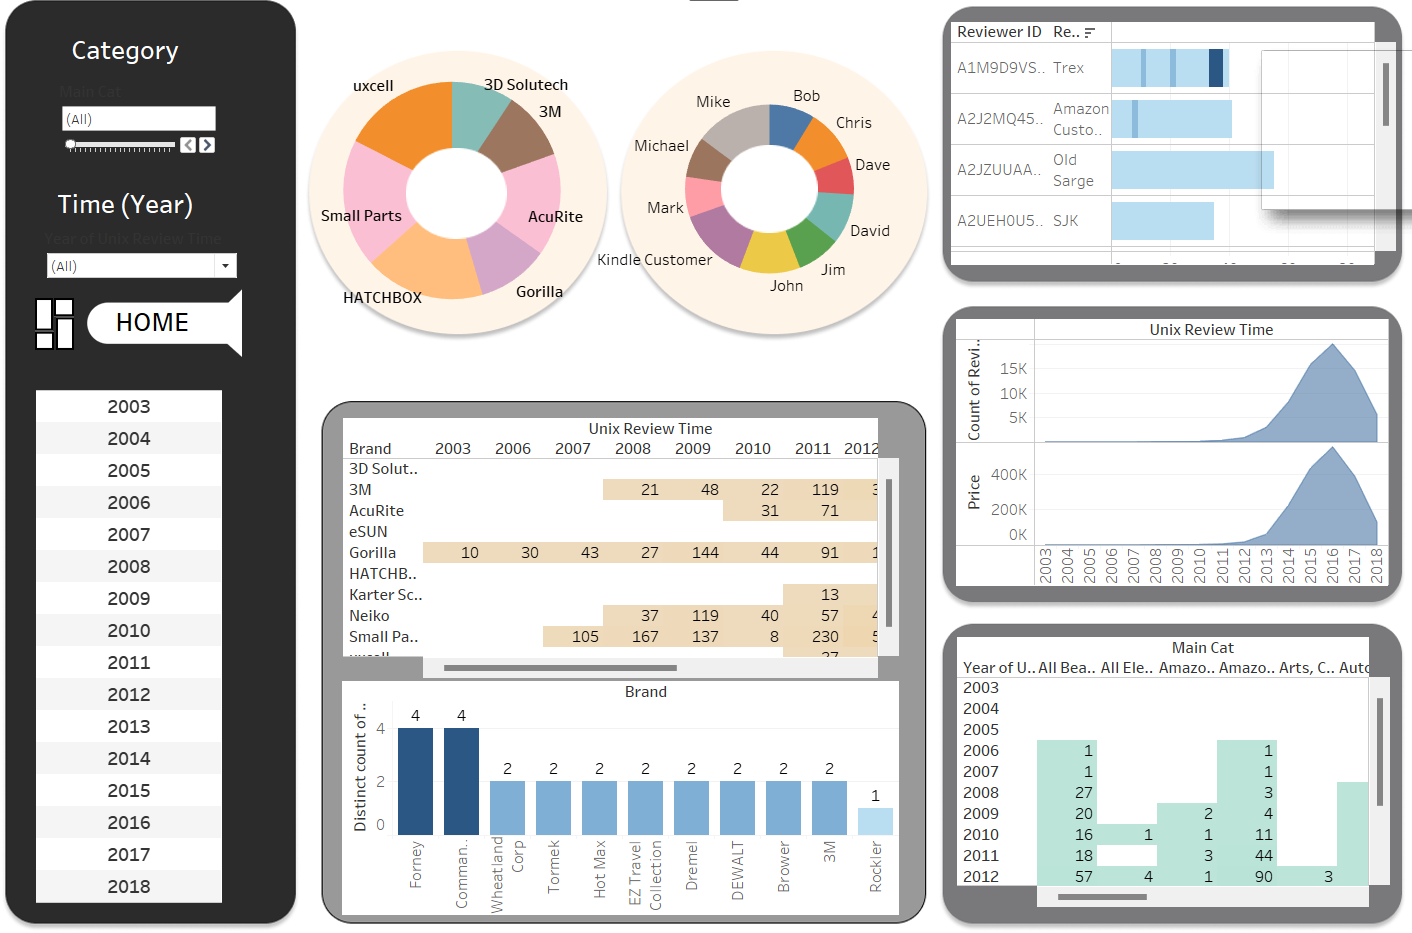 Category
Main Cat
(All)
Time (Year)
Year of Unix Review Time
(All)
HOME
2003
2004
2005
2006
2007
2008
2009
2010
2011
2012
2013
2014
2015
2016
2017
2018
uxcell
3D Solutech
3M
Small Parts
AcuRite
HATCHBOX
Gorilla
Mike
Bob
Chris
Michael
Dave
Mark
David
Kindle Customer
Jim
John
Unix Review Time
Brand 2003 2006 2007 2008 2009 2010 2011 2012
3D Solut..
3M 21 48 22 119
AcuRite 31 71
eSUN
Gorilla 10 30 43 27 144 44 91
HATCHB..
Karter Sc.. 13
Neiko 37 119 40 57
Small Pa.. 105 167 137 8 230
Brand
Distinct count of ..
4
2
0
4 4 2 2 2 2 2 2 2 2 1
Forney
Comman..
Wheatland Corp
Tormek
Hot Max
EZ Travel Collection
Dremel
DEWALT
Brower
3M
Rockler
Reviewer ID Re..
A1M9D9VS.. Trex
A2J2MQ45.. Amazon
Custo..
A2JZUUAA.. Old
Sarge
A2UEH0U5.. SJK
Unix Review Time
Count of Revi..
15K
10K
5K
Price
400K
200K
0K
2003 2004 2005 2006 2007 2008 2009 2010 2011 2012 2013 2014 2015 2016 2017 2018
Main Cat
Year of U.. All Bea.. All Ele.. Amazo.. Amazo.. Arts, C.. Auto
2003
2004
2005
2006 1 1
2007 1 1
2008 27 3
2009 20 2 4
2010 16 1 1 11
2011 18 3 44
2012 57 4 1 90 3